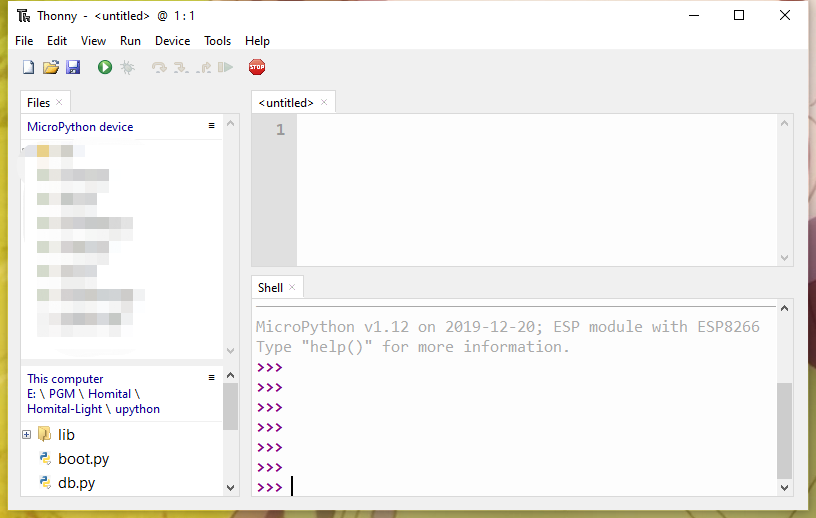 Thonny - <untitled> @ 1 : 1
File Edit View Run Device Tools Help
STOP
Files
MicroPython device
This computer
E: \ PGM \ Homital \
Homital-Light \ upython
lib
boot.py
db.py
<untitled>
1
Shell
MicroPython v1.12 on 2019-12-20; ESP module with ESP8266
Type "help()" for more information.
>>>
>>>
>>>
>>>
>>>
>>>
>>>